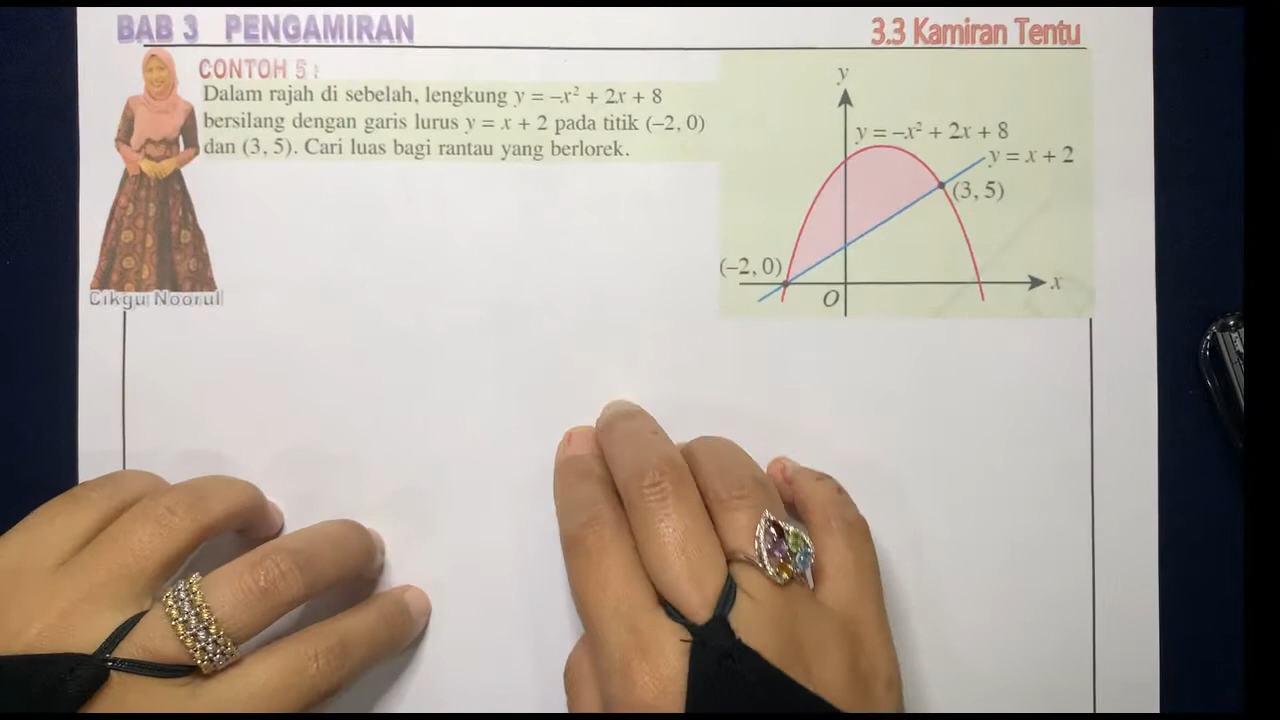 BAB 3 PENGAMIRAN
3.3 Kamiran Tentu
CONTOH 5 :
Dalam rajah di sebelah, lengkung y = –x² + 2x + 8
bersilang dengan garis lurus y = x + 2 pada titik (–2, 0)
dan (3, 5). Cari luas bagi rantau yang berlorek.
Cikgu Noorul
y
y = –x² + 2x + 8
y = x + 2
(3, 5)
(–2, 0)
O
x